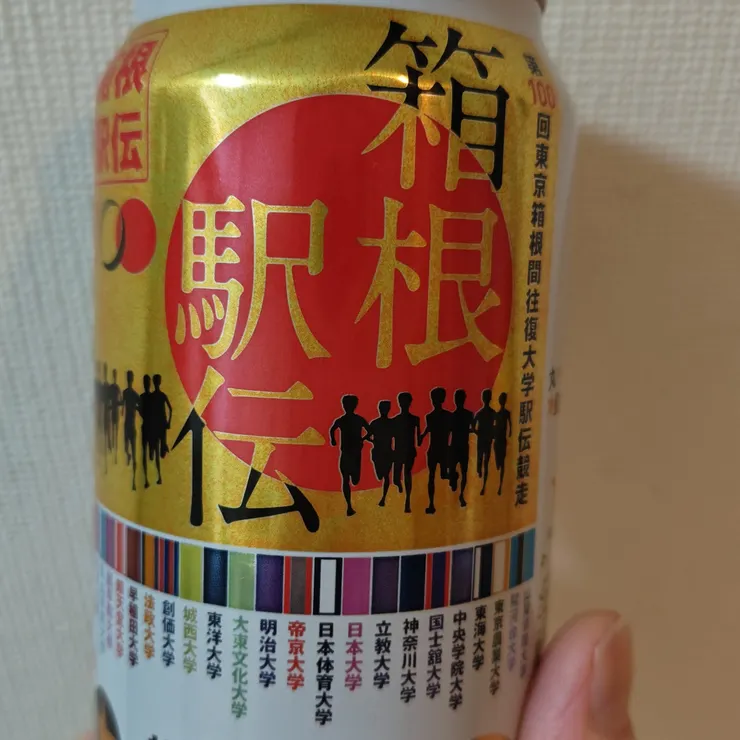 箱根
駅伝
第100回東京箱根間往復大学駅伝競走
箱根
駅伝
早稲田大学
法政大学
創価大学
城西大学
東洋大学
大東文化大学
明治大学
帝京大学
日本体育大学
日本大学
立教大学
神奈川大学
国士舘大学
中央学院大学
東海大学
東京農業大学